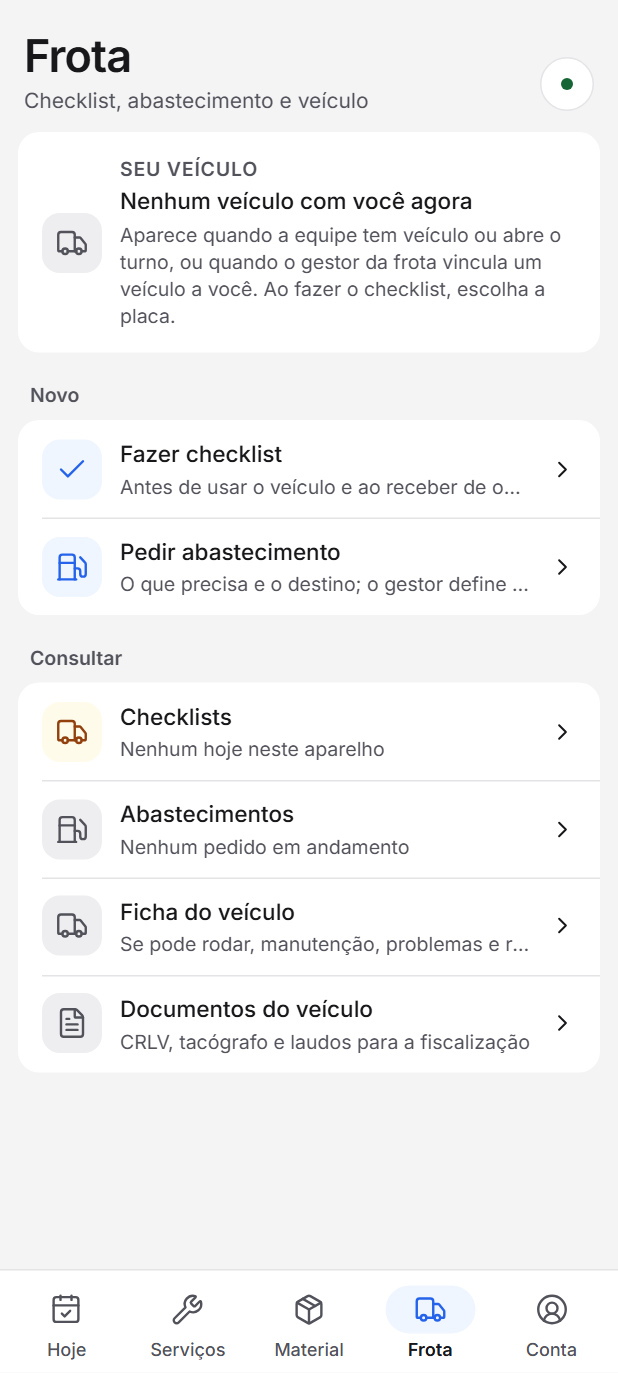 Frota
Checklist, abastecimento e veículo
SEU VEÍCULO
Nenhum veículo com você agora
Aparece quando a equipe tem veículo ou abre o
turno, ou quando o gestor da frota vincula um
veículo a você. Ao fazer o checklist, escolha a
placa.
Novo
Fazer checklist
Antes de usar o veículo e ao receber de o...
Pedir abastecimento
O que precisa e o destino; o gestor define ...
Consultar
Checklists
Nenhum hoje neste aparelho
Abastecimentos
Nenhum pedido em andamento
Ficha do veículo
Se pode rodar, manutenção, problemas e r...
Documentos do veículo
CRLV, tacógrafo e laudos para a fiscalização
Hoje
Serviços
Material
Frota
Conta